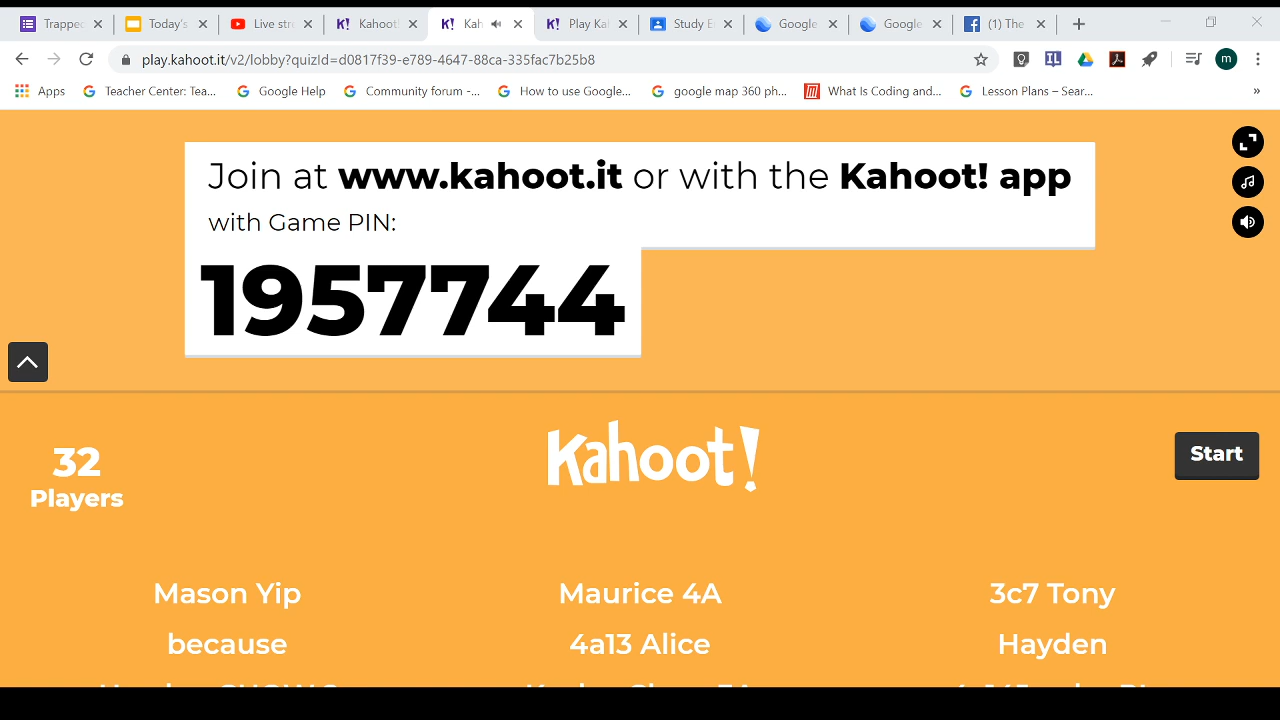 Trapped
Today's
Live str
Kahoot!
Kah
Play Ka
Study E
Google
Google
(1) The
play.kahoot.it/v2/lobby?quizId=d0817f39-e789-4647-88ca-335fac7b25b8
Apps
Teacher Center: Tea...
Google Help
Community forum -...
How to use Google...
google map 360 ph...
What Is Coding and...
Lesson Plans – Sear...
»
Join at www.kahoot.it or with the Kahoot! app
with Game PIN:
1957744
32
Players
Kahoot!
Start
Mason Yip
Maurice 4A
3c7 Tony
because
4a13 Alice
Hayden